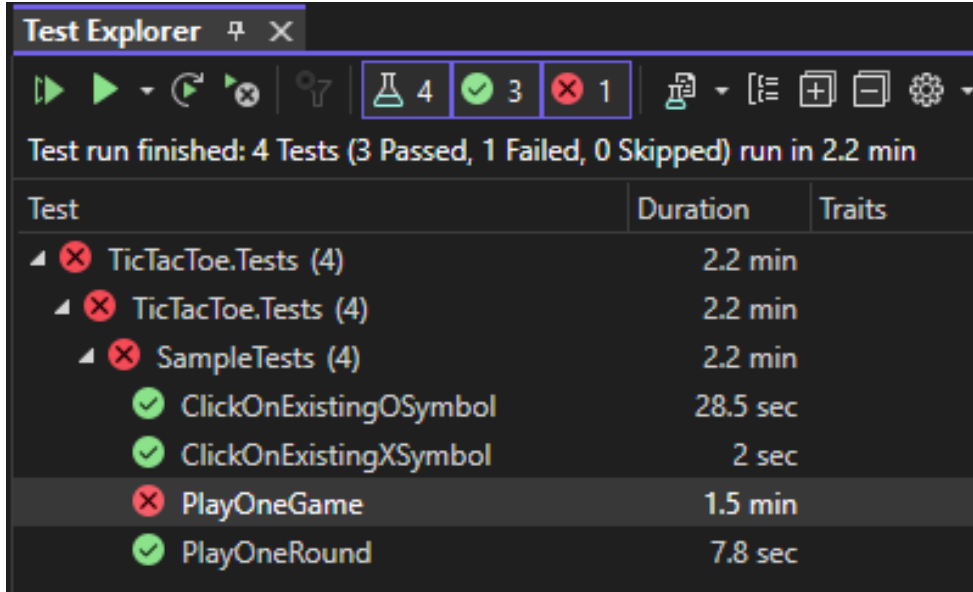 Test Explorer
4 3 1
Test run finished: 4 Tests (3 Passed, 1 Failed, 0 Skipped) run in 2.2 min
Test Duration Traits
TicTacToe.Tests (4) 2.2 min
TicTacToe.Tests (4) 2.2 min
SampleTests (4) 2.2 min
ClickOnExistingOSymbol 28.5 sec
ClickOnExistingXSymbol 2 sec
PlayOneGame 1.5 min
PlayOneRound 7.8 sec